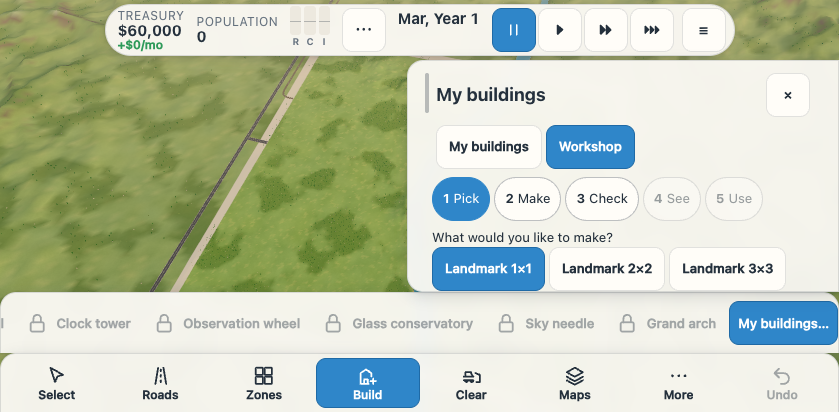 TREASURY
$60,000
+$0/mo
POPULATION
0
R C I
...
Mar, Year 1
My buildings
My buildings
Workshop
1 Pick
2 Make
3 Check
4 See
5 Use
What would you like to make?
Landmark 1×1
Landmark 2×2
Landmark 3×3
Clock tower
Observation wheel
Glass conservatory
Sky needle
Grand arch
My buildings...
Select
Roads
Zones
Build
Clear
Maps
More
Undo